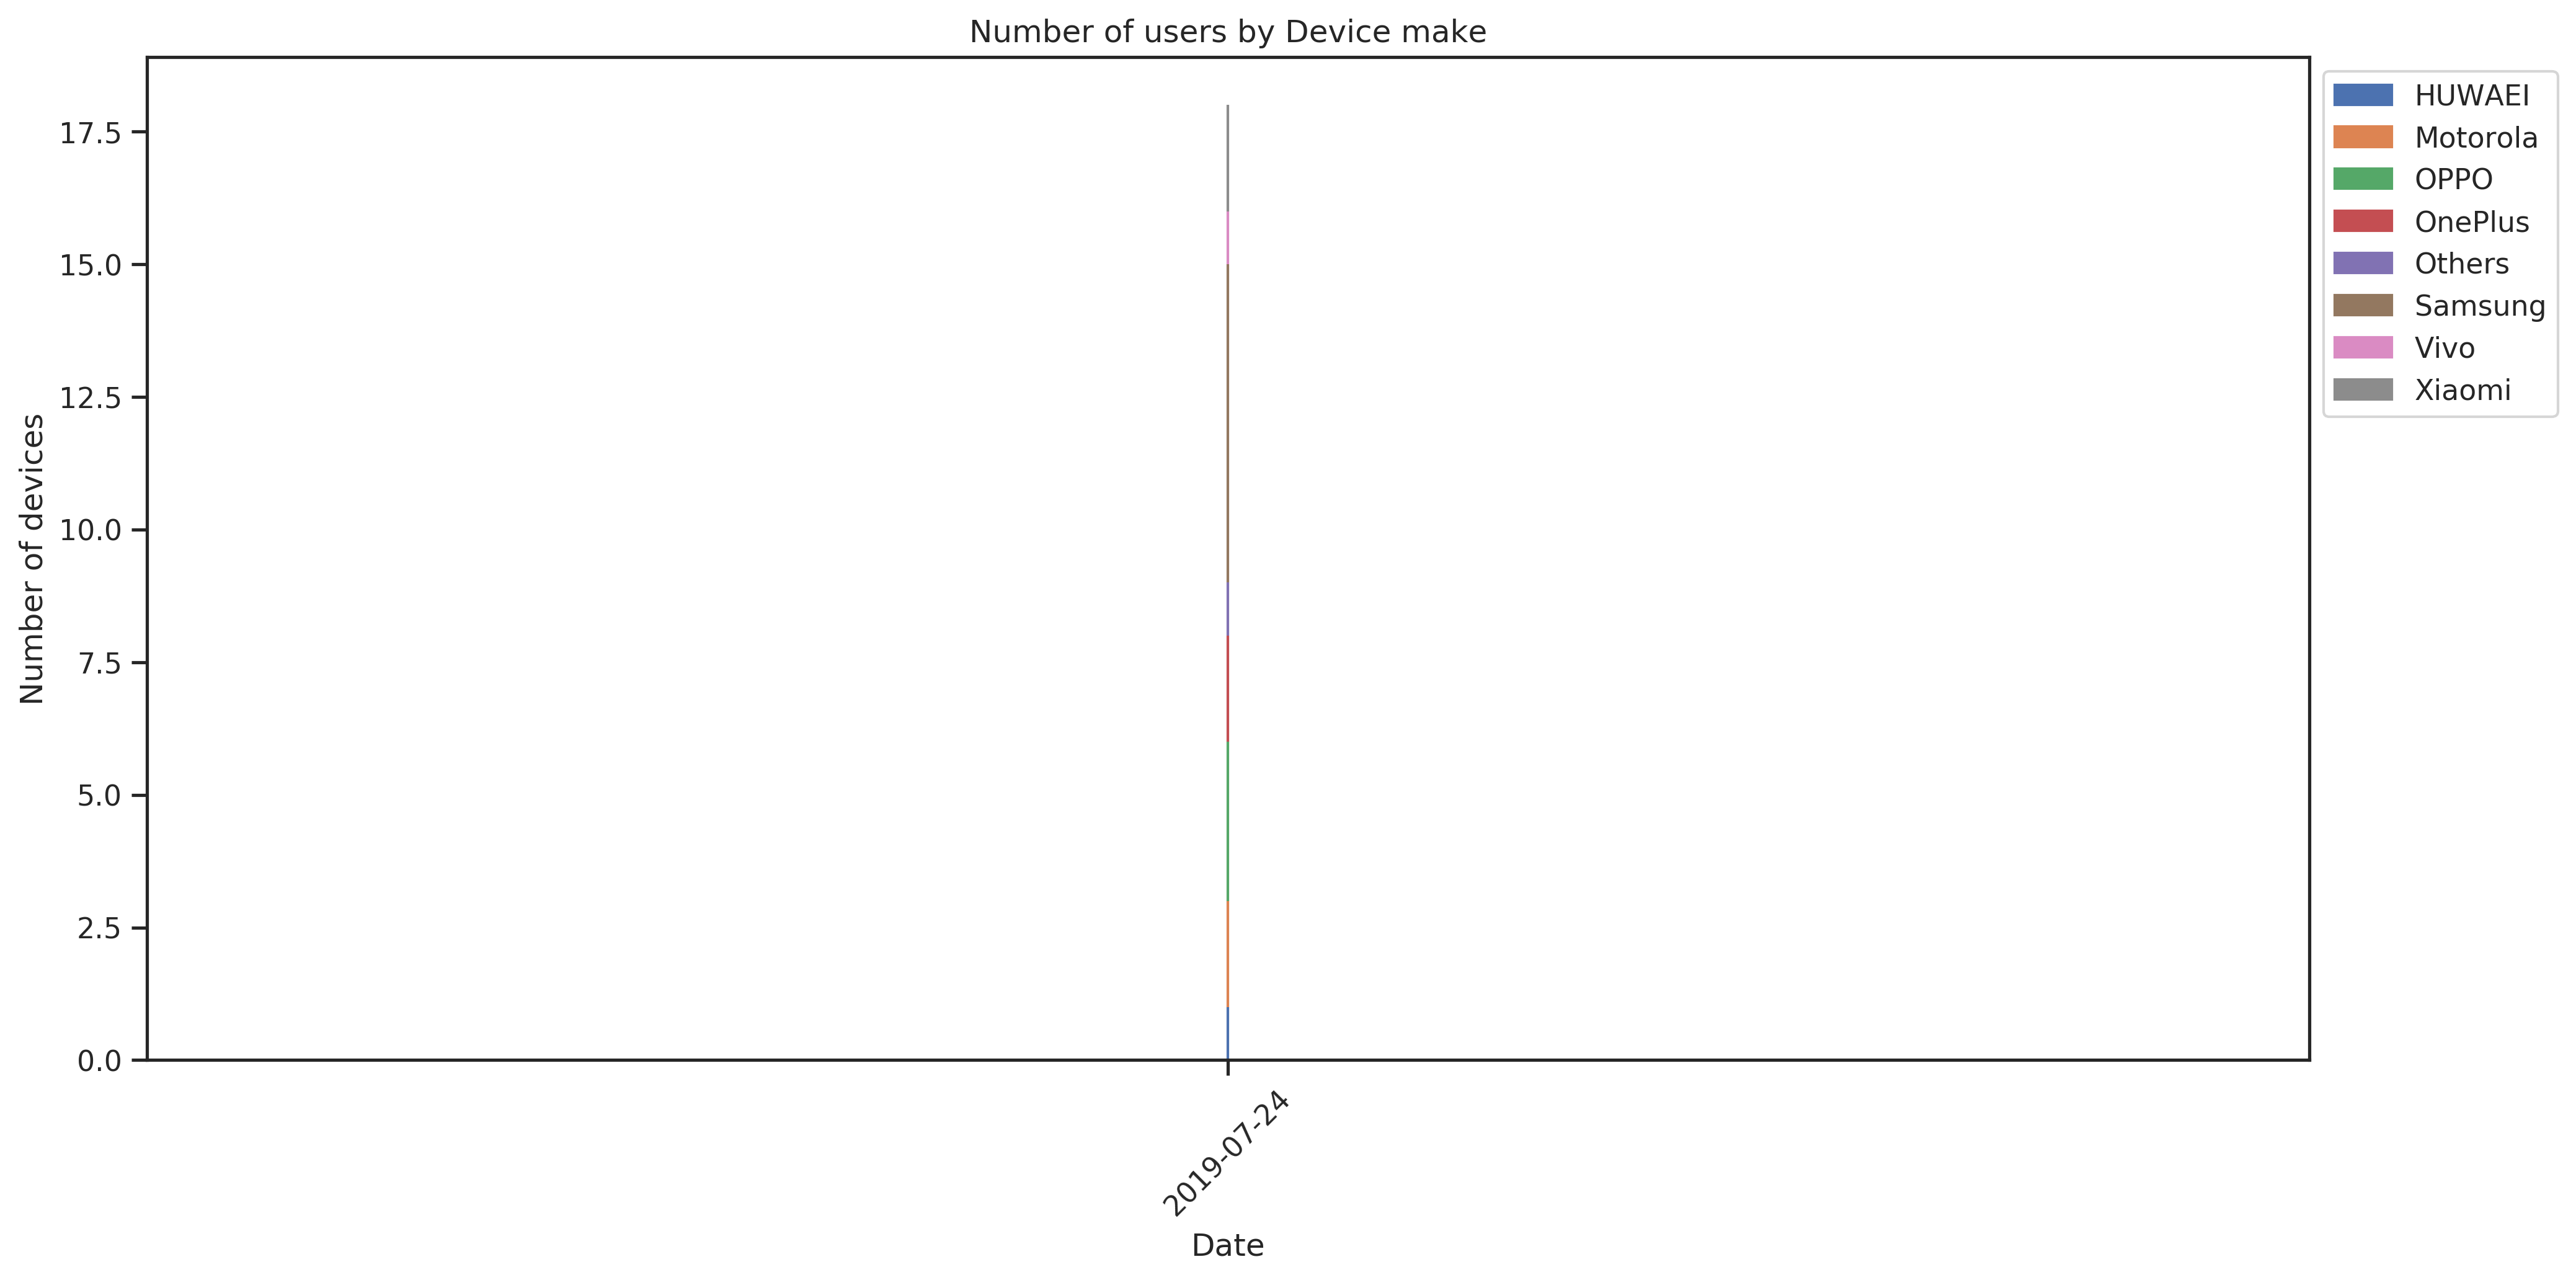 Number of users by Device make
17.5
15.0
12.5
10.0
7.5
5.0
2.5
0.0
Number of devices
2019-07-24
Date
HUWAEI
Motorola
OPPO
OnePlus
Others
Samsung
Vivo
Xiaomi